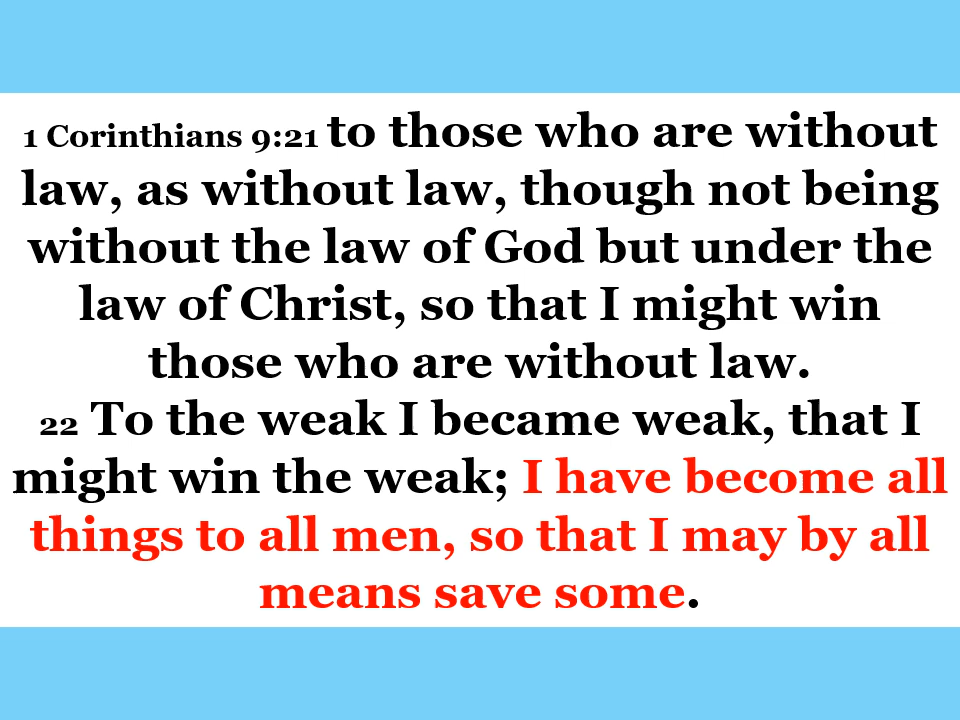 1 Corinthians 9:21 to those who are without
law, as without law, though not being
without the law of God but under the
law of Christ, so that I might win
those who are without law.
22 To the weak I became weak, that I
might win the weak; I have become all
things to all men, so that I may by all
means save some.